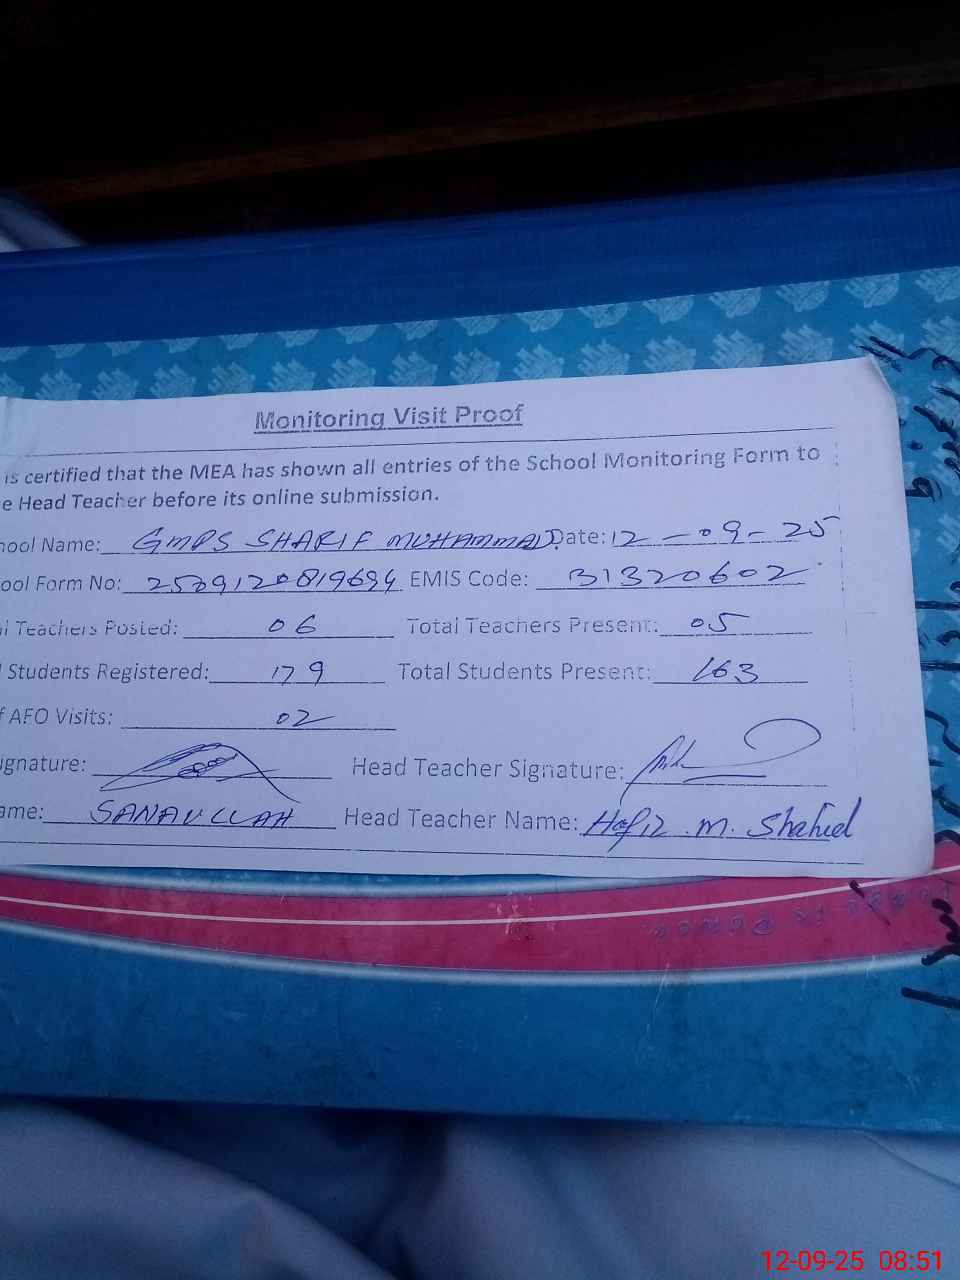 Monitoring Visit Proof
is certified that the MEA has shown all entries of the School Monitoring Form to
e Head Teacher before its online submission.
hool Name: GMPS SHARIF MUHAMMAD Date: 12-09-25
ool Form No: 2509120819694 EMIS Code: 31320602
l Teachers Posted: 06 Total Teachers Present: 05
l Students Registered: 179 Total Students Present: 163
f AFO Visits: 02
ignature: Head Teacher Signature:
ame: SANAULLAH Head Teacher Name: Hafiz M. Shahid
12-09-25 08:51